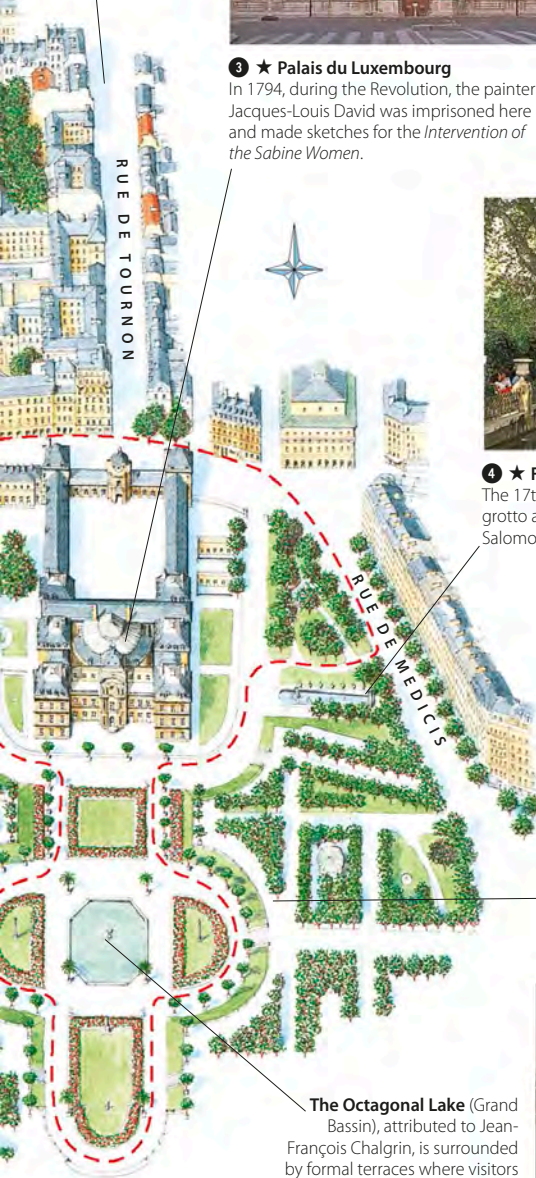 3 ★ Palais du Luxembourg
In 1794, during the Revolution, the painter
Jacques-Louis David was imprisoned here
and made sketches for the Intervention of
the Sabine Women.
RUE DE TOURNON
4 ★ F
The 17t
grotto a
Salomo
RUE DE MEDICIS
The Octagonal Lake (Grand
Bassin), attributed to Jean-
François Chalgrin, is surrounded
by formal terraces where visitors